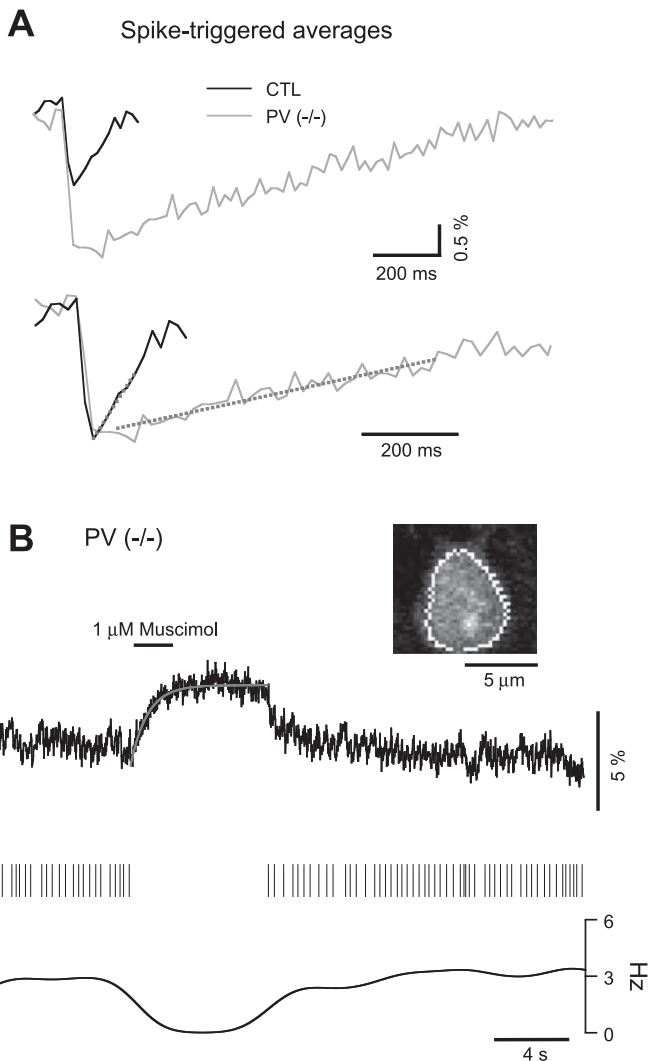 A
Spike-triggered averages
CTL
PV (-/-)
0.5 %
200 ms
200 ms
B
PV (-/-)
1 μM Muscimol
5 μm
5 %
6
3
0
Hz
4 s